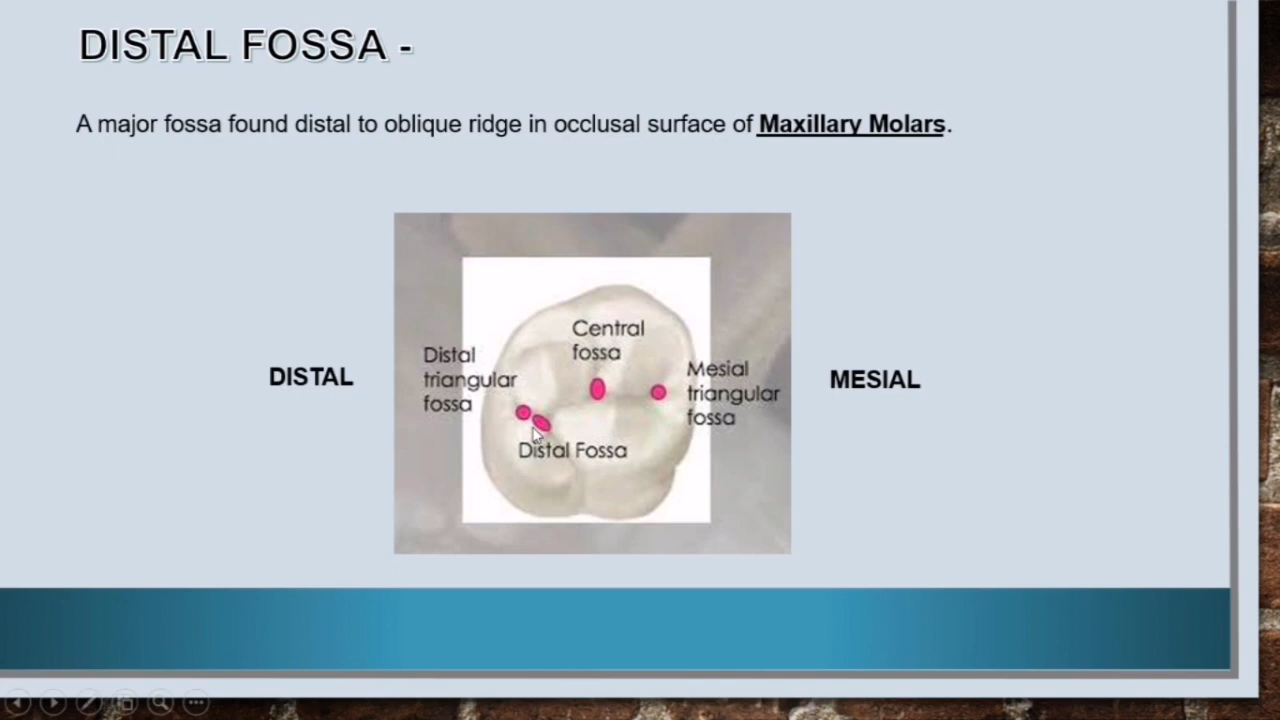 DISTAL FOSSA -
A major fossa found distal to oblique ridge in occlusal surface of Maxillary Molars.
Central
fossa
Distal
triangular
fossa
Mesial
triangular
fossa
Distal Fossa
DISTAL
MESIAL